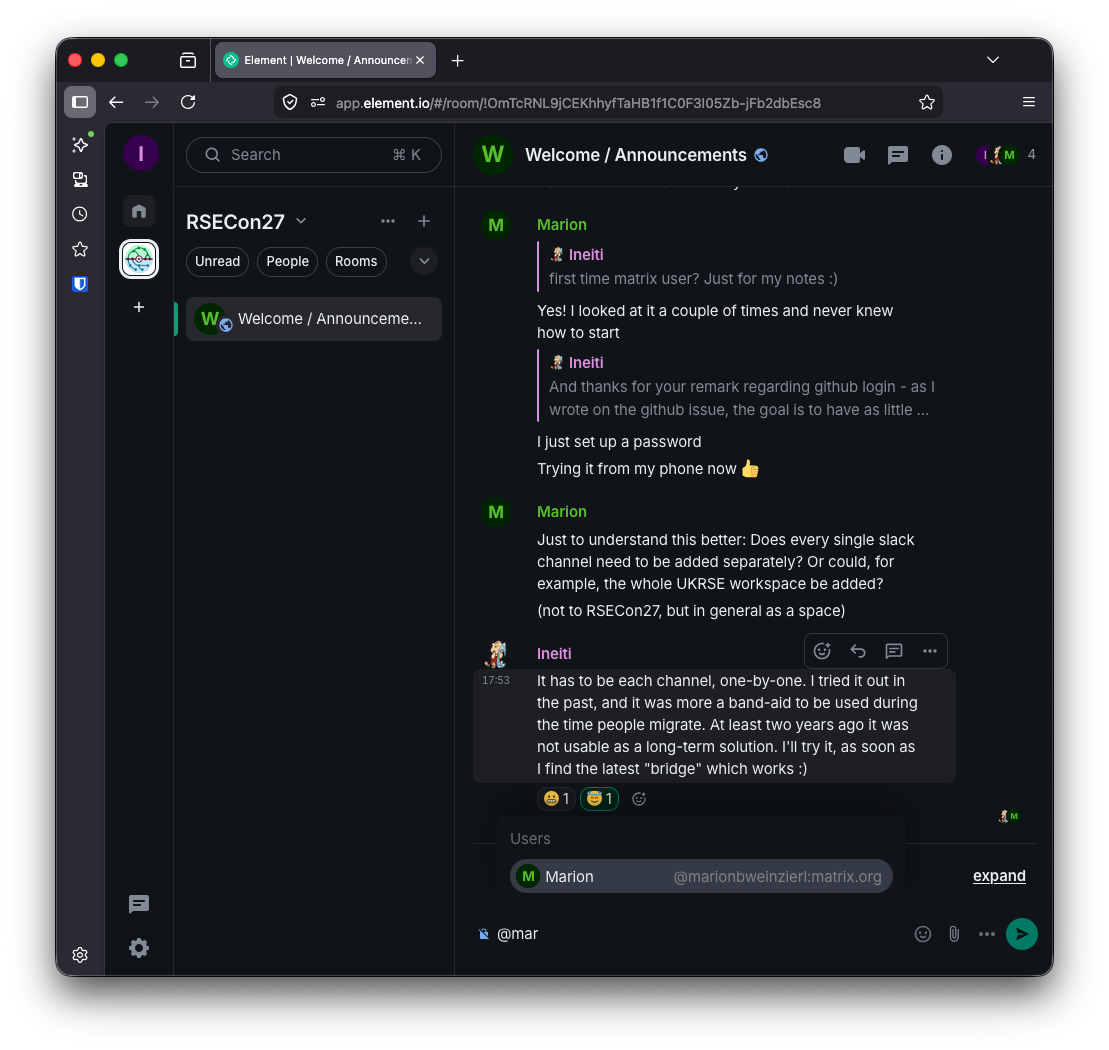 Element | Welcome / Announcen
app.element.io/#/room/!OmTcRNL9jCEKhhyfTaHB1f1C0F3I05Zb-jFb2dbEsc8
I
Search
⌘ K
W
Welcome / Announcements
I
M
4
RSECon27
Unread
People
Rooms
W
Welcome / Announceme...
M
Marion
Ineiti
first time matrix user? Just for my notes :)
Yes! I looked at it a couple of times and never knew
how to start
Ineiti
And thanks for your remark regarding github login - as I
wrote on the github issue, the goal is to have as little ...
I just set up a password
Trying it from my phone now 👍
M
Marion
Just to understand this better: Does every single slack
channel need to be added separately? Or could, for
example, the whole UKRSE workspace be added?
(not to RSECon27, but in general as a space)
Ineiti
17:53
It has to be each channel, one-by-one. I tried it out in
the past, and it was more a band-aid to be used during
the time people migrate. At least two years ago it was
not usable as a long-term solution. I'll try it, as soon as
I find the latest "bridge" which works :)
😬 1
😇 1
M
Users
M
Marion
@marionbweinzierl:matrix.org
expand
@mar